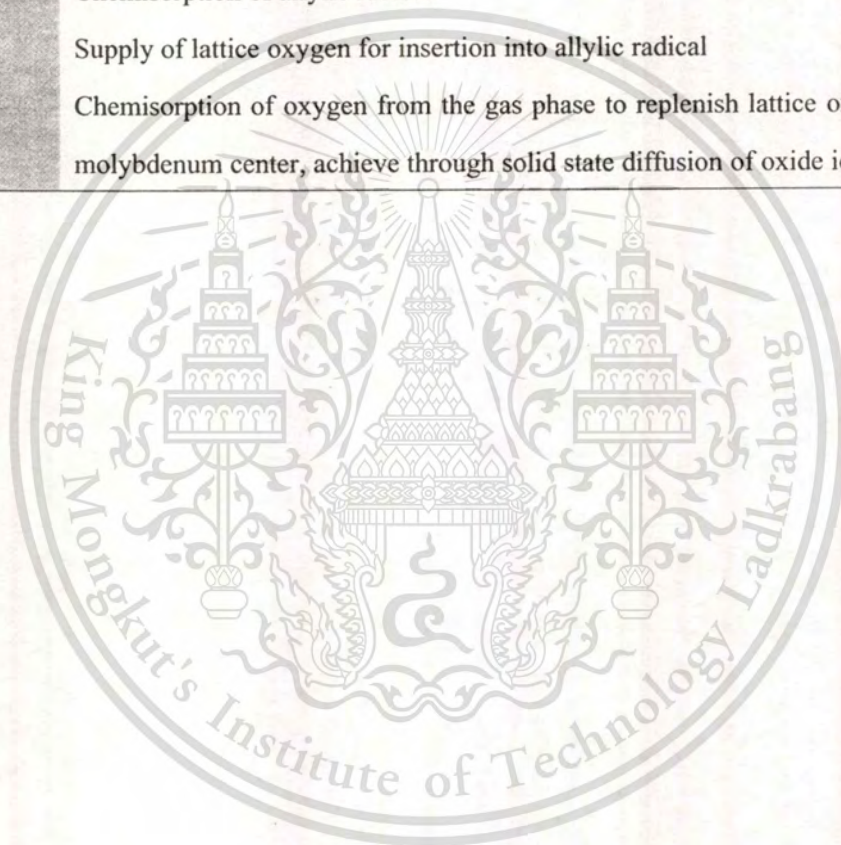 Supply of lattice oxygen for insertion into allylic radical
Chemisorption of oxygen from the gas phase to replenish lattice
molybdenum center, achieve through solid state diffusion of oxide
King Mongkut's Institute of Technology Ladkrabang